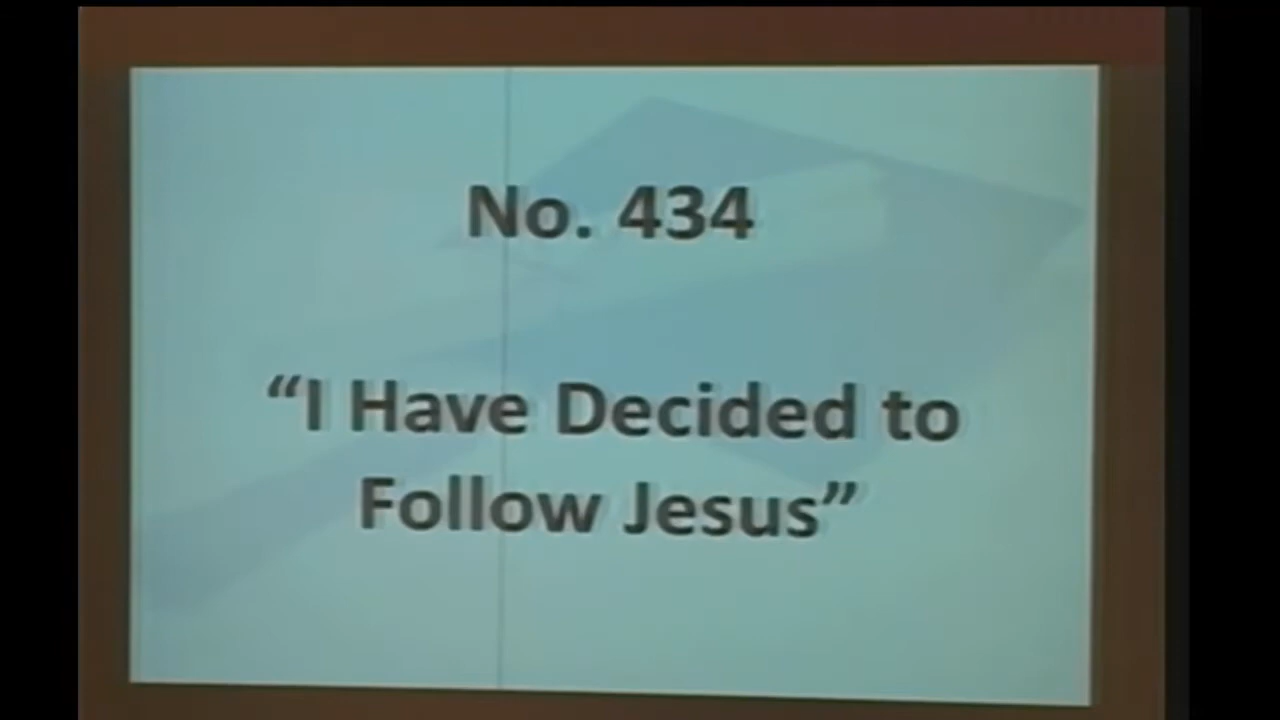 No. 434
“I Have Decided to
Follow Jesus”